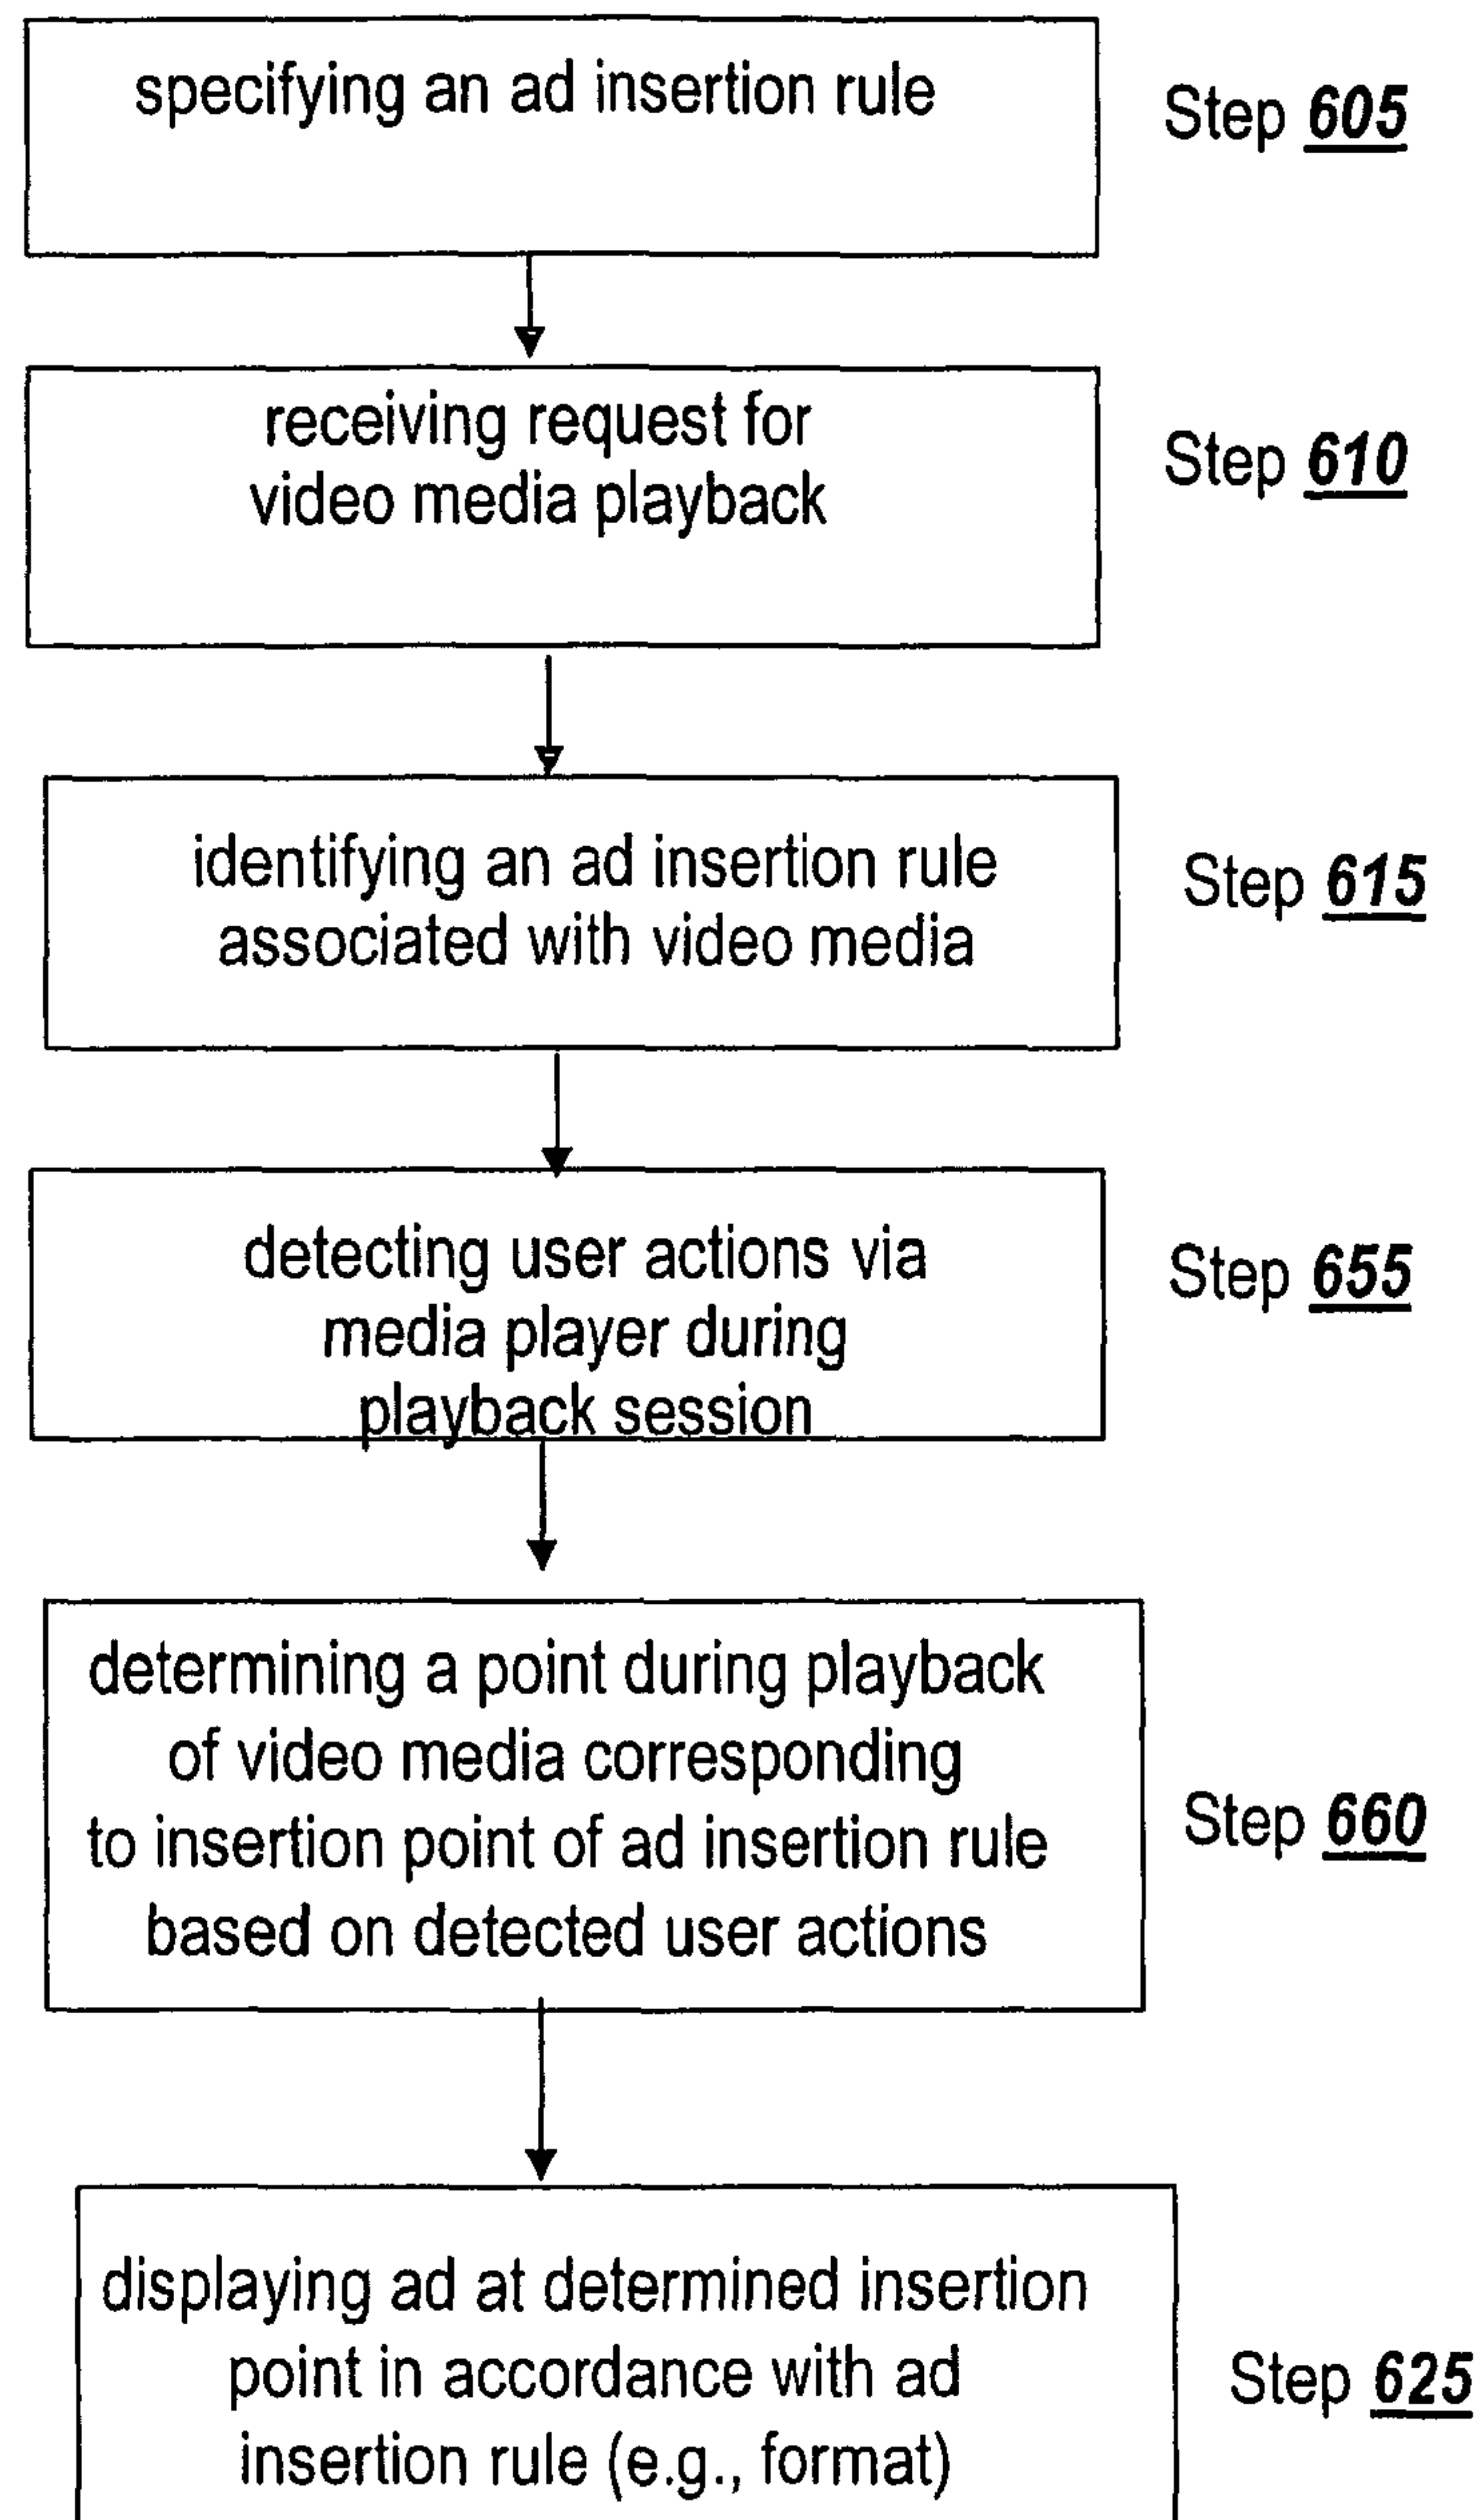 specifying an ad insertion rule
Step 605
receiving request for
video media playback
Step 610
identifying an ad insertion rule
associated with video media
Step 615
detecting user actions via
media player during
playback session
Step 655
determining a point during playback
of video media corresponding
to insertion point of ad insertion rule
based on detected user actions
Step 660
displaying ad at determined insertion
point in accordance with ad
insertion rule (e.g., format)
Step 625